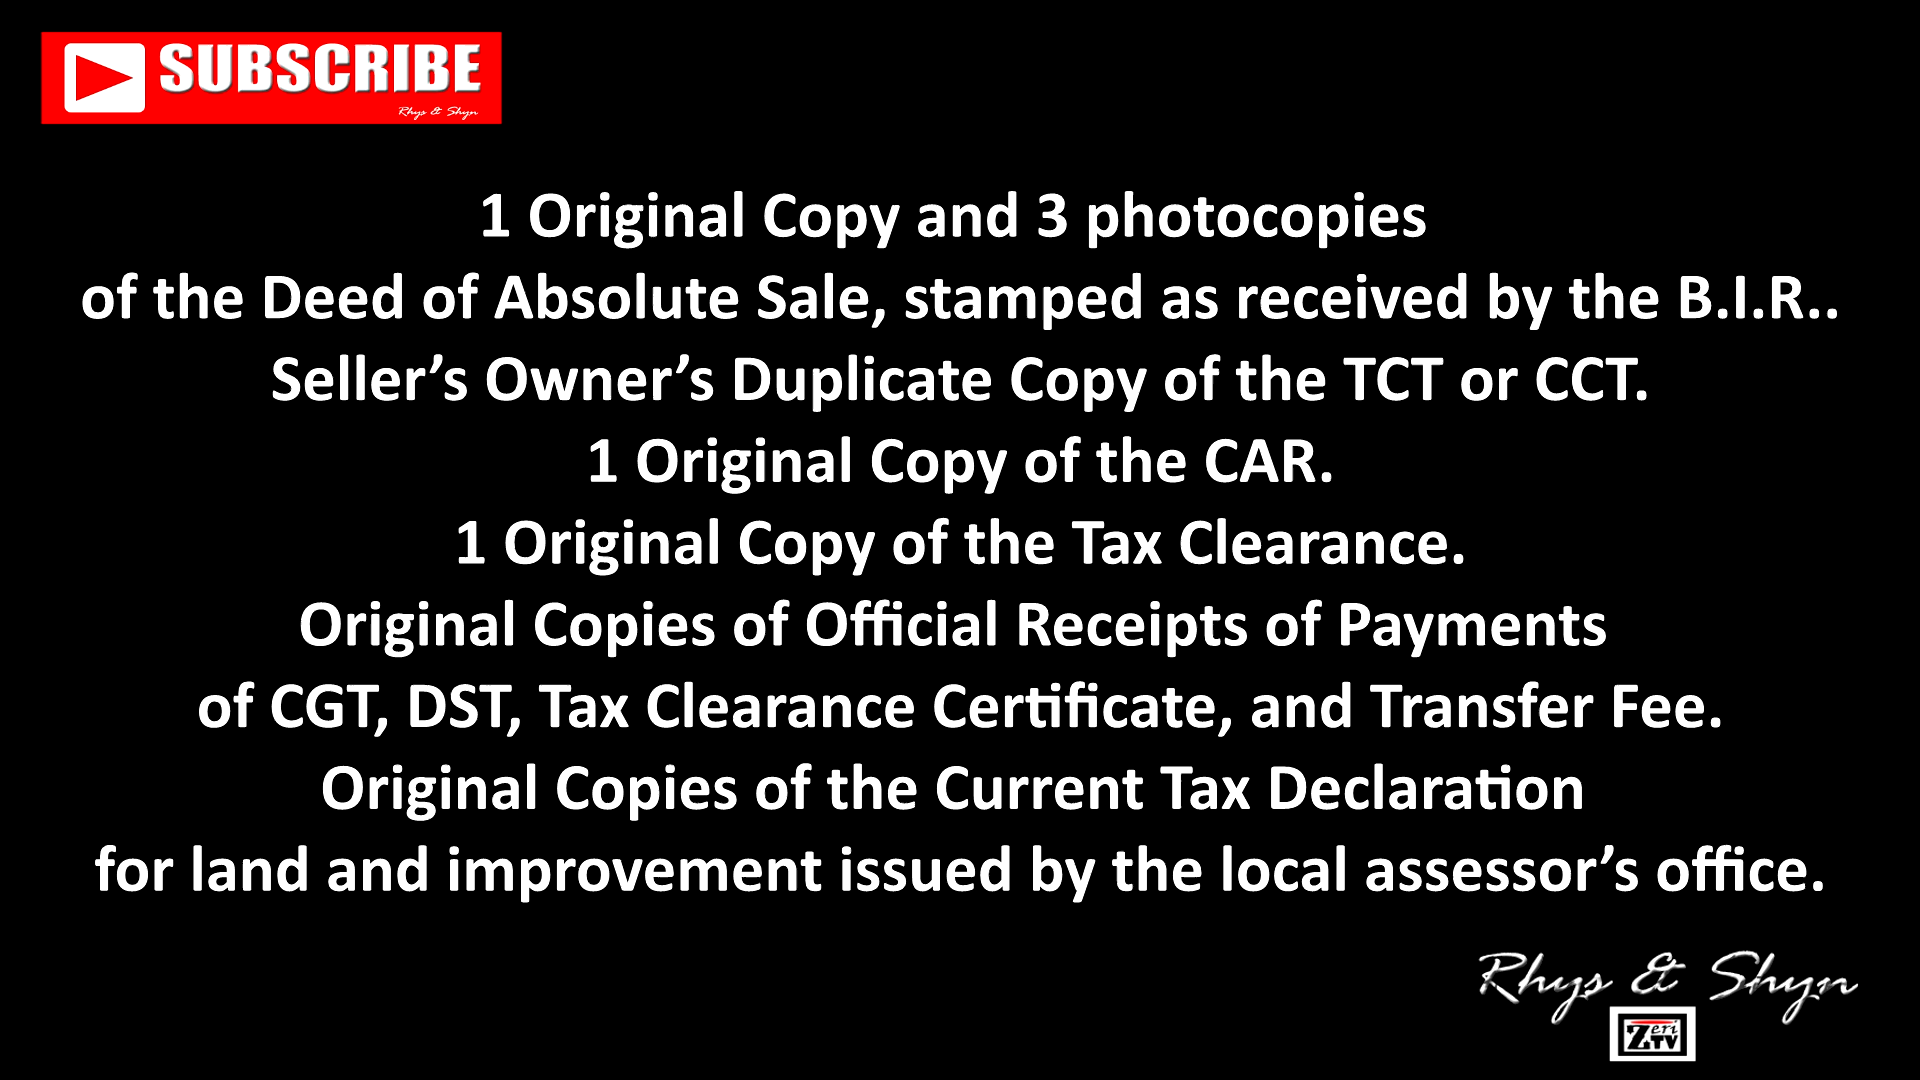 SUBSCRIBE
Rhys & Shyn
1 Original Copy and 3 photocopies
of the Deed of Absolute Sale, stamped as received by the B.I.R..
Seller’s Owner’s Duplicate Copy of the TCT or CCT.
1 Original Copy of the CAR.
1 Original Copy of the Tax Clearance.
Original Copies of Official Receipts of Payments
of CGT, DST, Tax Clearance Certificate, and Transfer Fee.
Original Copies of the Current Tax Declaration
for land and improvement issued by the local assessor’s office.
Rhys & Shyn
Zeri TV